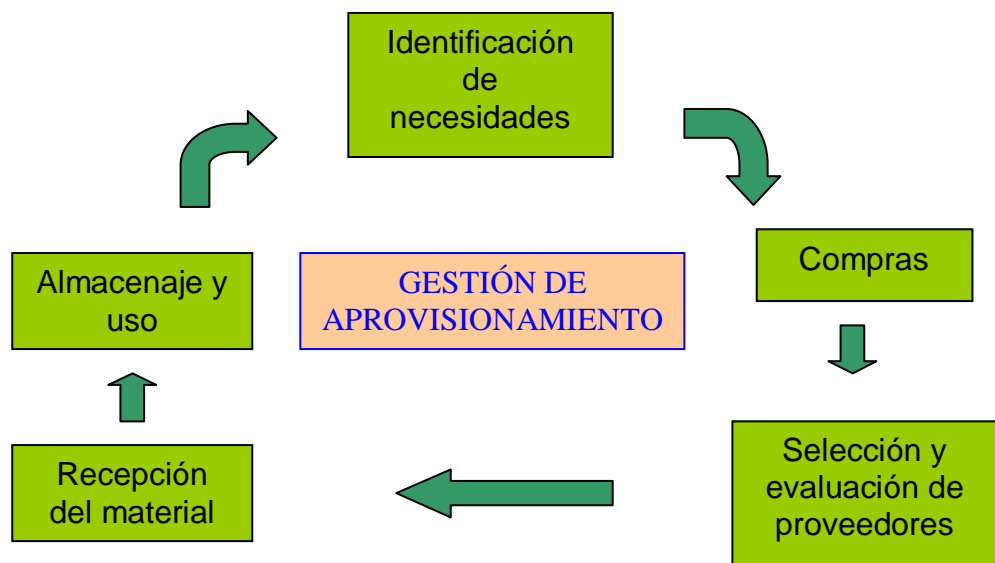 Identificación
de
necesidades
Compras
Almacenaje y
uso
GESTIÓN DE
APROVISIONAMIENTO
Selección y
evaluación de
proveedores
Recepción
del material